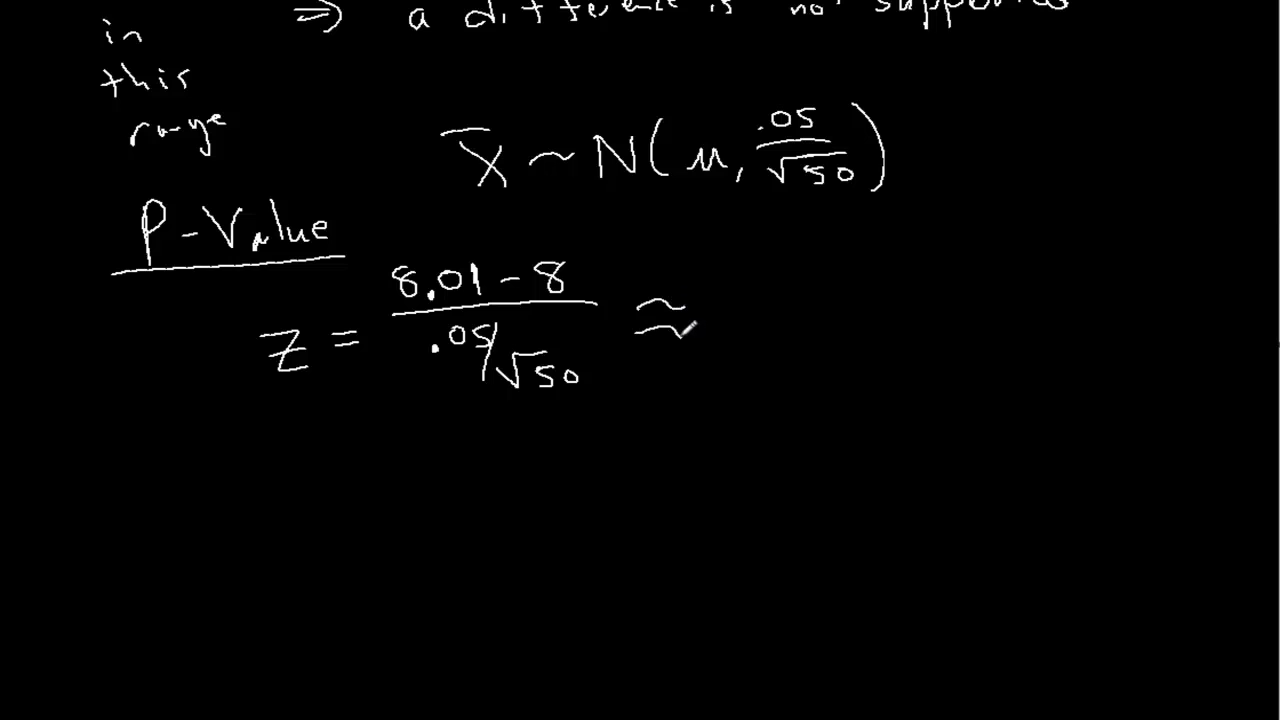 ⇒ a difference is not supported
in
this
range
X̄ ~ N(μ, .05/√50)
P-Value
z = (8.01 - 8)/(.05/√50) ≈